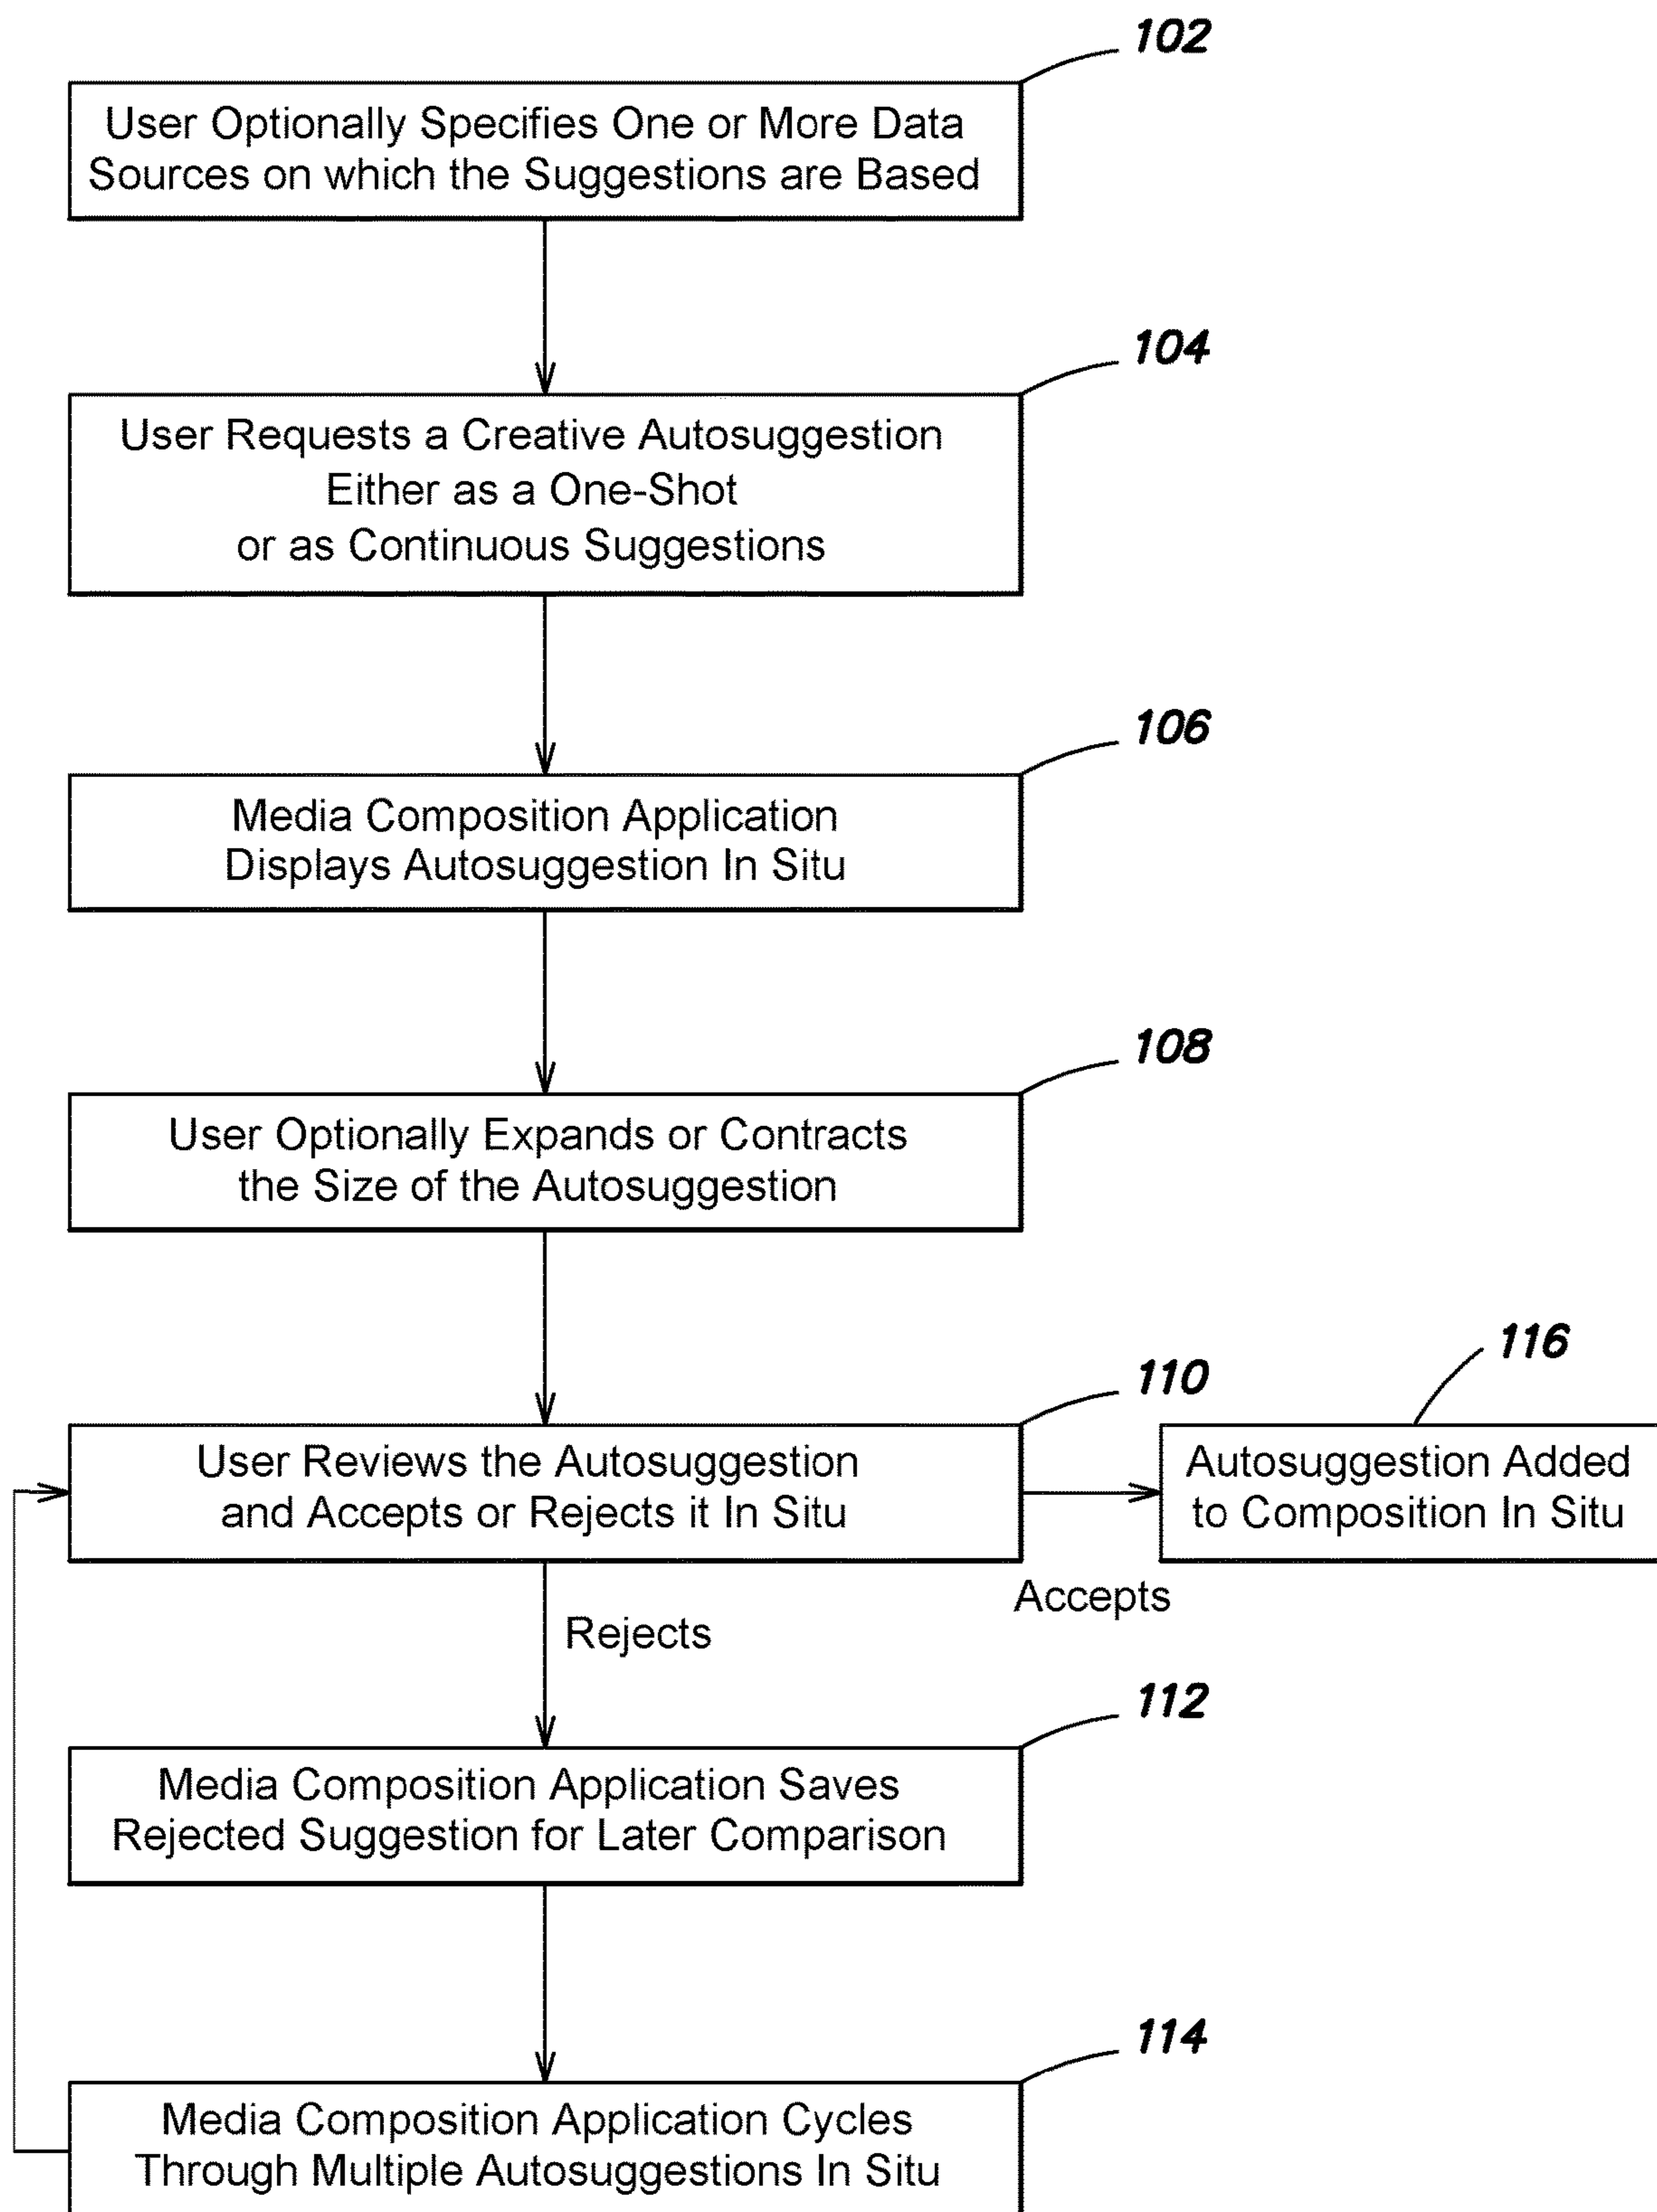 102
User Optionally Specifies One or More Data
Sources on which the Suggestions are Based
104
User Requests a Creative Autosuggestion
Either as a One-Shot
or as Continuous Suggestions
106
Media Composition Application
Displays Autosuggestion In Situ
108
User Optionally Expands or Contracts
the Size of the Autosuggestion
110
User Reviews the Autosuggestion
and Accepts or Rejects it In Situ
116
Autosuggestion Added
to Composition In Situ
Accepts
Rejects
112
Media Composition Application Saves
Rejected Suggestion for Later Comparison
114
Media Composition Application Cycles
Through Multiple Autosuggestions In Situ